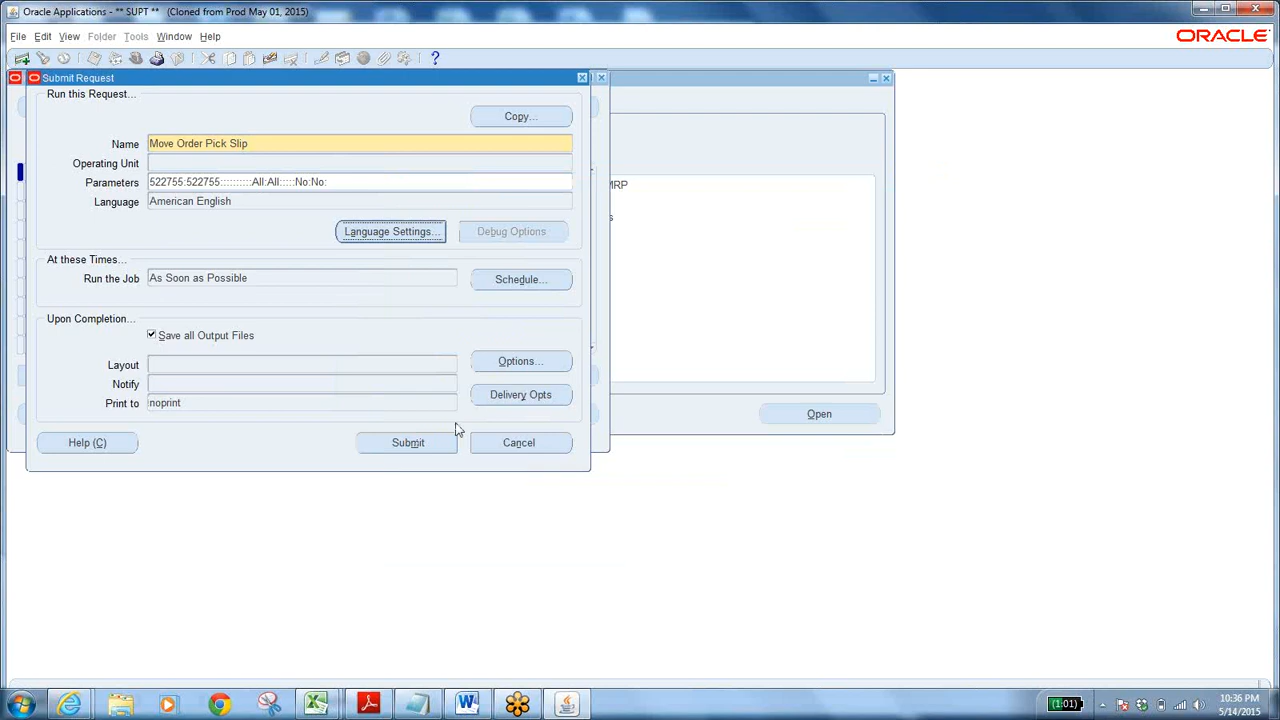 Oracle Applications - ** SUPT ** (Cloned from Prod May 01, 2015)
File Edit View Folder Tools Window Help
ORACLE
Submit Request
Run this Request...
Copy...
Name Move Order Pick Slip
Operating Unit
Parameters 522755:522755::::::::::All:All:::::No:No:
Language American English
Language Settings... Debug Options
At these Times...
Run the Job As Soon as Possible Schedule...
Upon Completion...
Save all Output Files
Layout Options...
Notify
Print to noprint Delivery Opts
Help (C) Submit Cancel
MRP
s
Open
(1:01)
10:36 PM
5/14/2015